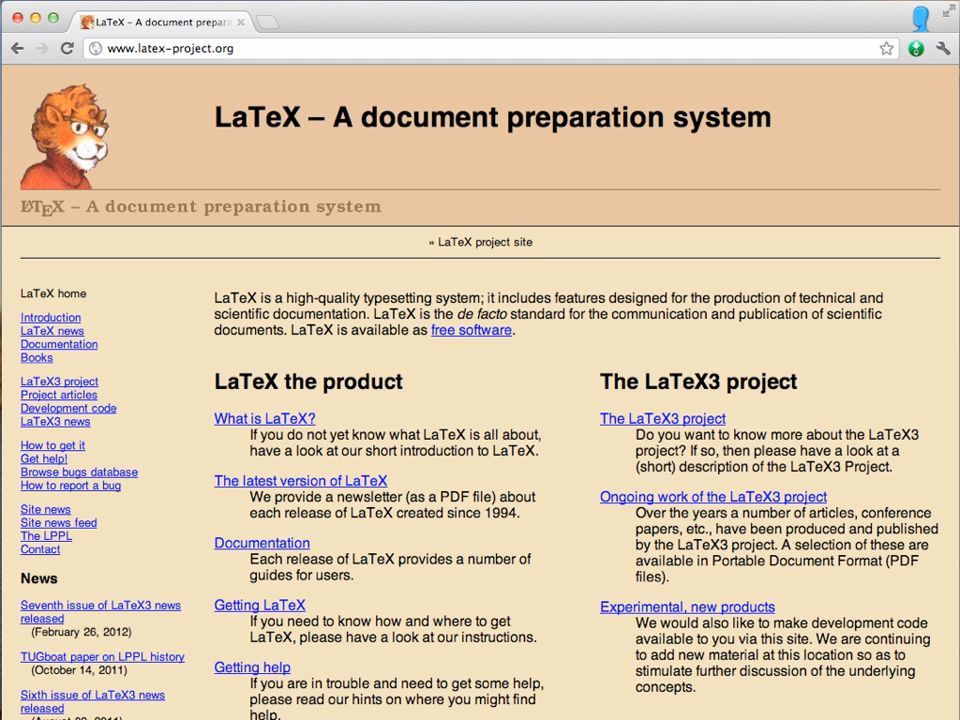 LaTeX – A document prepara
www.latex-project.org
LaTeX – A document preparation system
LATEX – A document preparation system
» LaTeX project site
LaTeX home
Introduction
LaTeX news
Documentation
Books
LaTeX3 project
Project articles
Development code
LaTeX3 news
How to get it
Get help!
Browse bugs database
How to report a bug
Site news
Site news feed
The LPPL
Contact
News
Seventh issue of LaTeX3 news
released
(February 26, 2012)
TUGboat paper on LPPL history
(October 14, 2011)
Sixth issue of LaTeX3 news
released
LaTeX is a high-quality typesetting system; it includes features designed for the production of technical and
scientific documentation. LaTeX is the de facto standard for the communication and publication of scientific
documents. LaTeX is available as free software.
LaTeX the product
What is LaTeX?
If you do not yet know what LaTeX is all about,
have a look at our short introduction to LaTeX.
The latest version of LaTeX
We provide a newsletter (as a PDF file) about
each release of LaTeX created since 1994.
Documentation
Each release of LaTeX provides a number of
guides for users.
Getting LaTeX
If you need to know how and where to get
LaTeX, please have a look at our instructions.
Getting help
If you are in trouble and need to get some help,
please read our hints on where you might find
help.
The LaTeX3 project
The LaTeX3 project
Do you want to know more about the LaTeX3
project? If so, then please have a look at a
(short) description of the LaTeX3 Project.
Ongoing work of the LaTeX3 project
Over the years a number of articles, conference
papers, etc., have been produced and published
by the LaTeX3 project. A selection of these are
available in Portable Document Format (PDF
files).
Experimental, new products
We would also like to make development code
available to you via this site. We are continuing
to add new material at this location so as to
stimulate further discussion of the underlying
concepts.